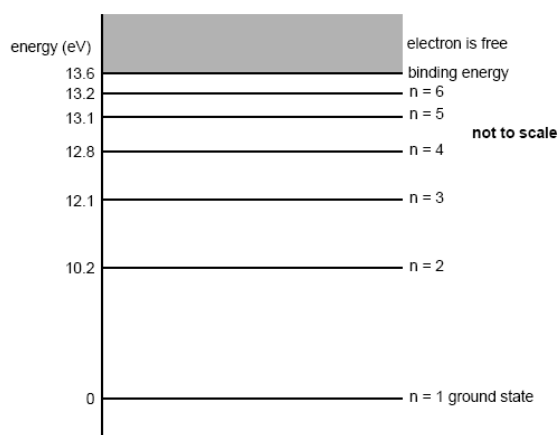 energy (eV)
electron is free
13.6 binding energy
13.2 n = 6
13.1 n = 5
not to scale
12.8 n = 4
12.1 n = 3
10.2 n = 2
0 n = 1 ground state